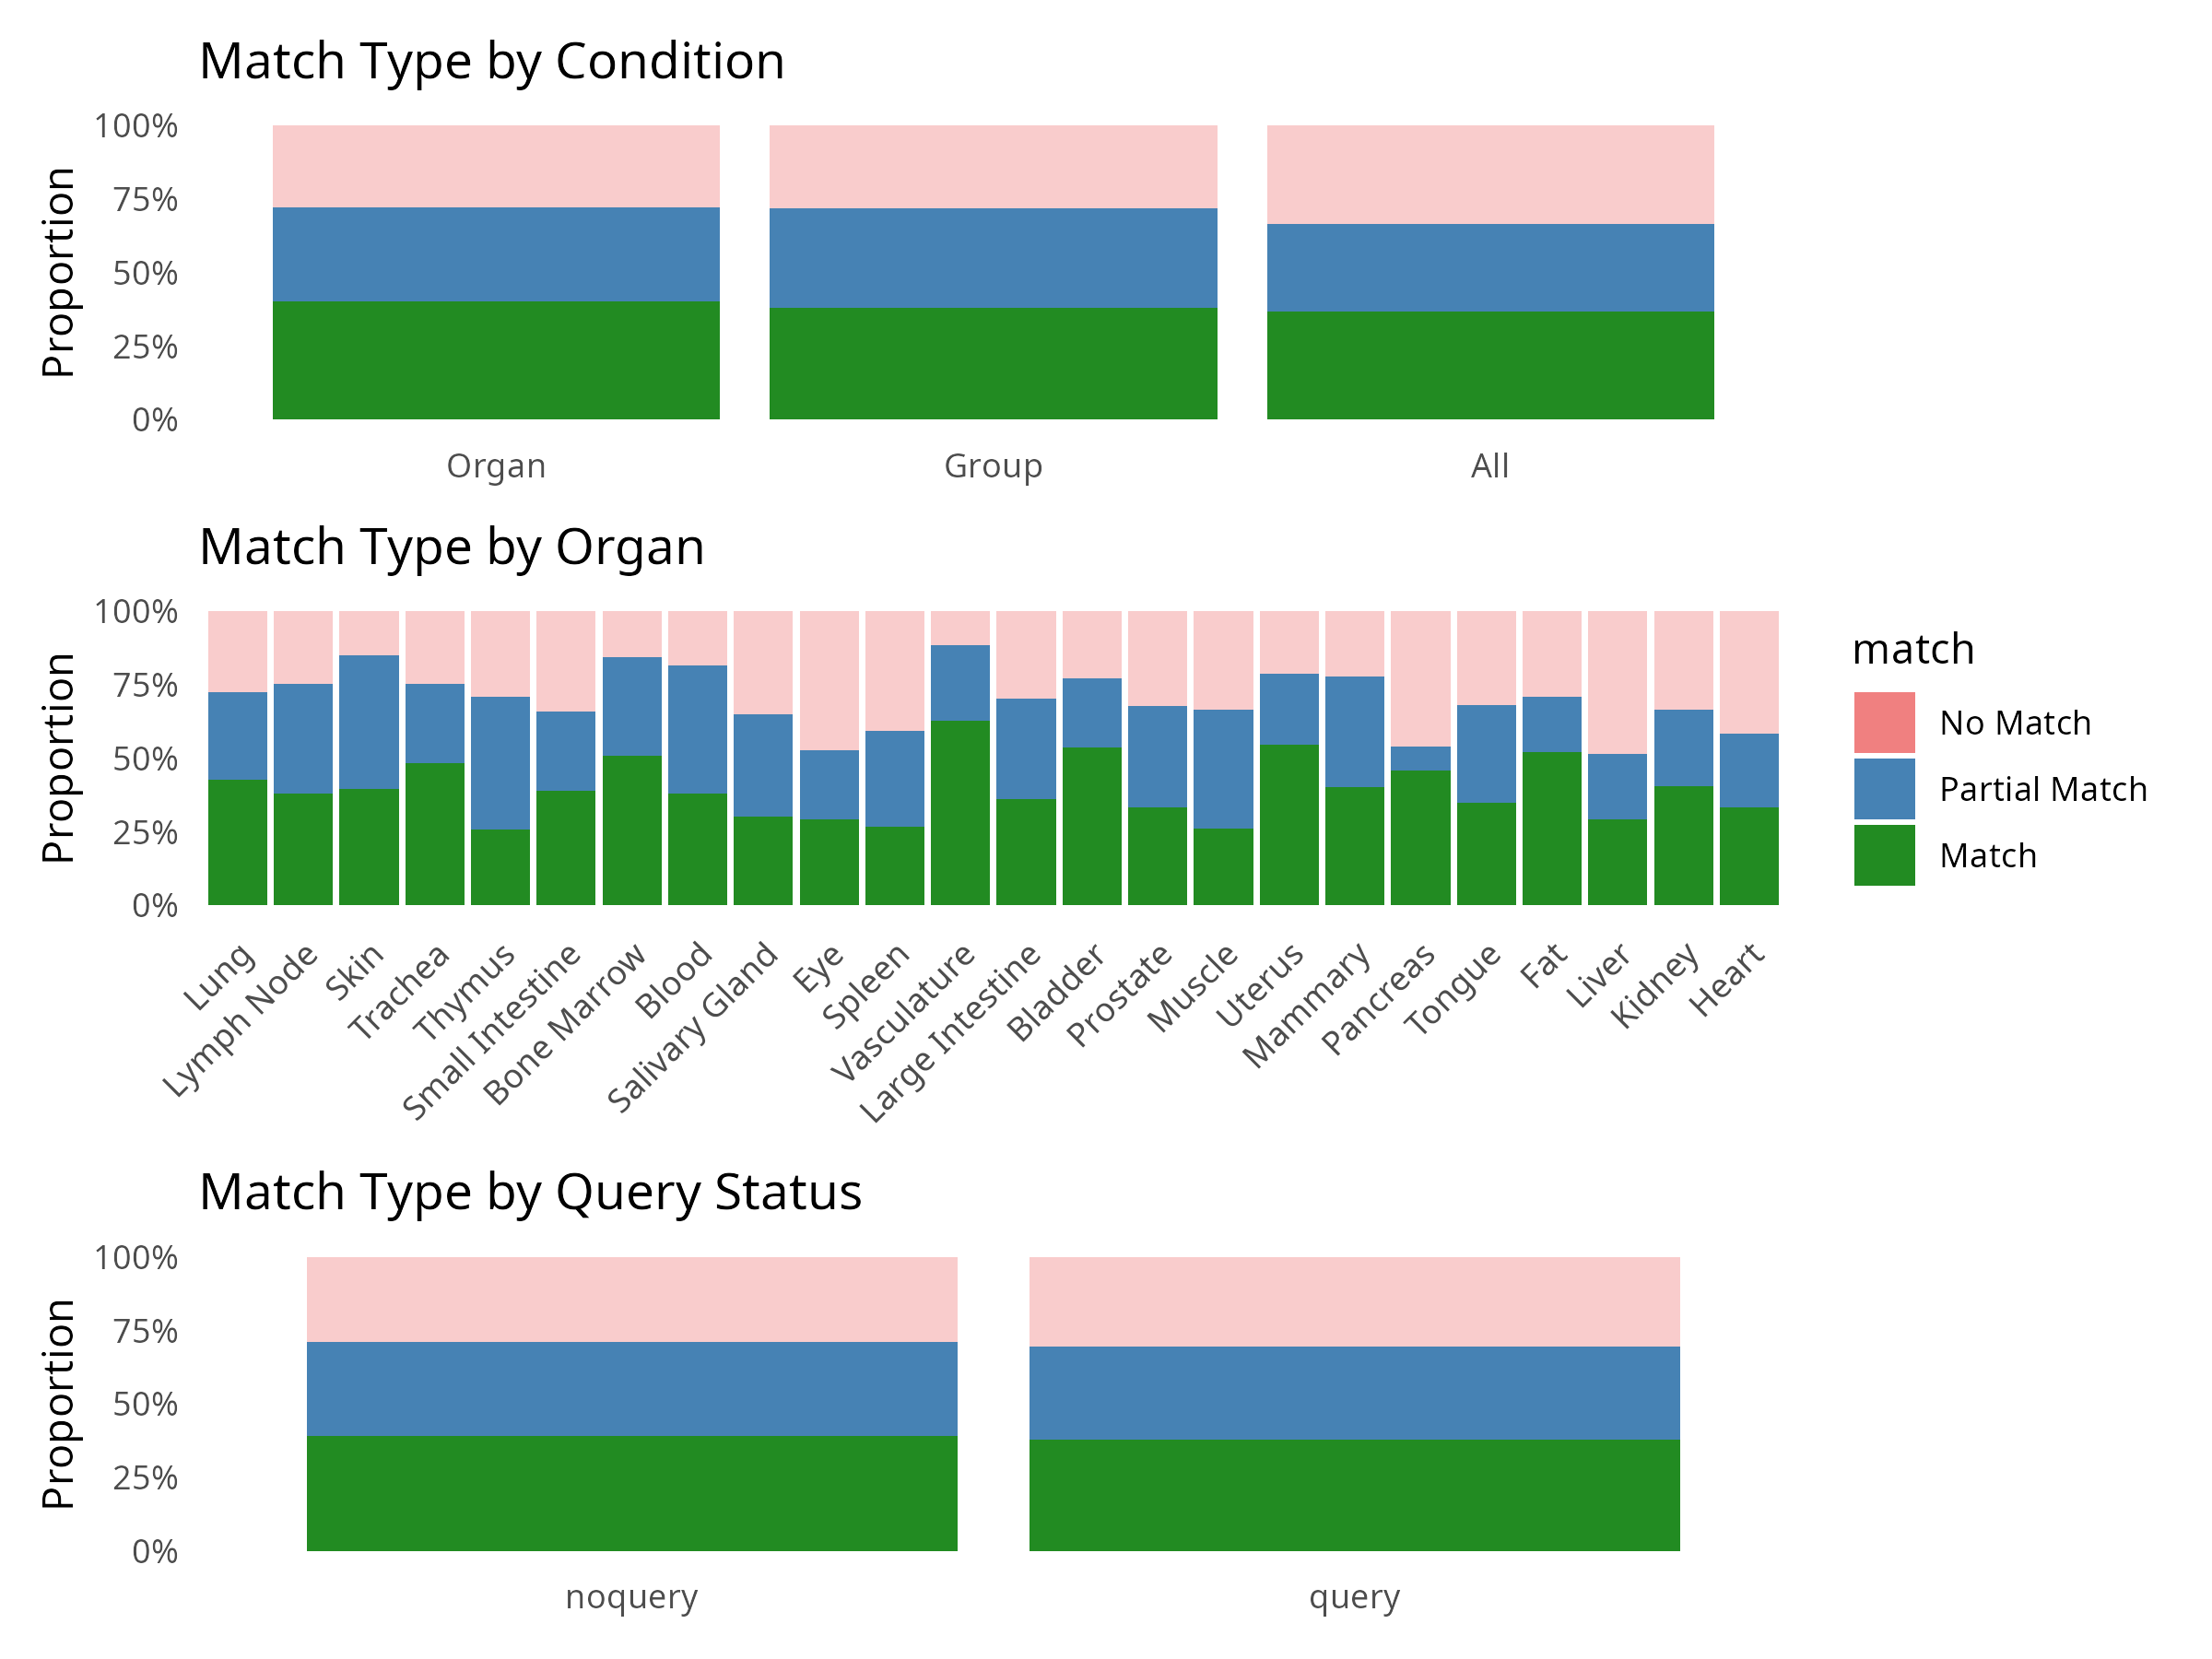 Match Type by Condition
100%
75%
50%
25%
0%
Proportion
Organ
Group
All
Match Type by Organ
100%
75%
50%
25%
0%
Proportion
Lung
Lymph Node
Skin
Trachea
Thymus
Small Intestine
Bone Marrow
Blood
Salivary Gland
Eye
Spleen
Vasculature
Large Intestine
Bladder
Prostate
Muscle
Uterus
Mammary
Pancreas
Tongue
Fat
Liver
Kidney
Heart
match
No Match
Partial Match
Match
Match Type by Query Status
100%
75%
50%
25%
0%
Proportion
noquery
query